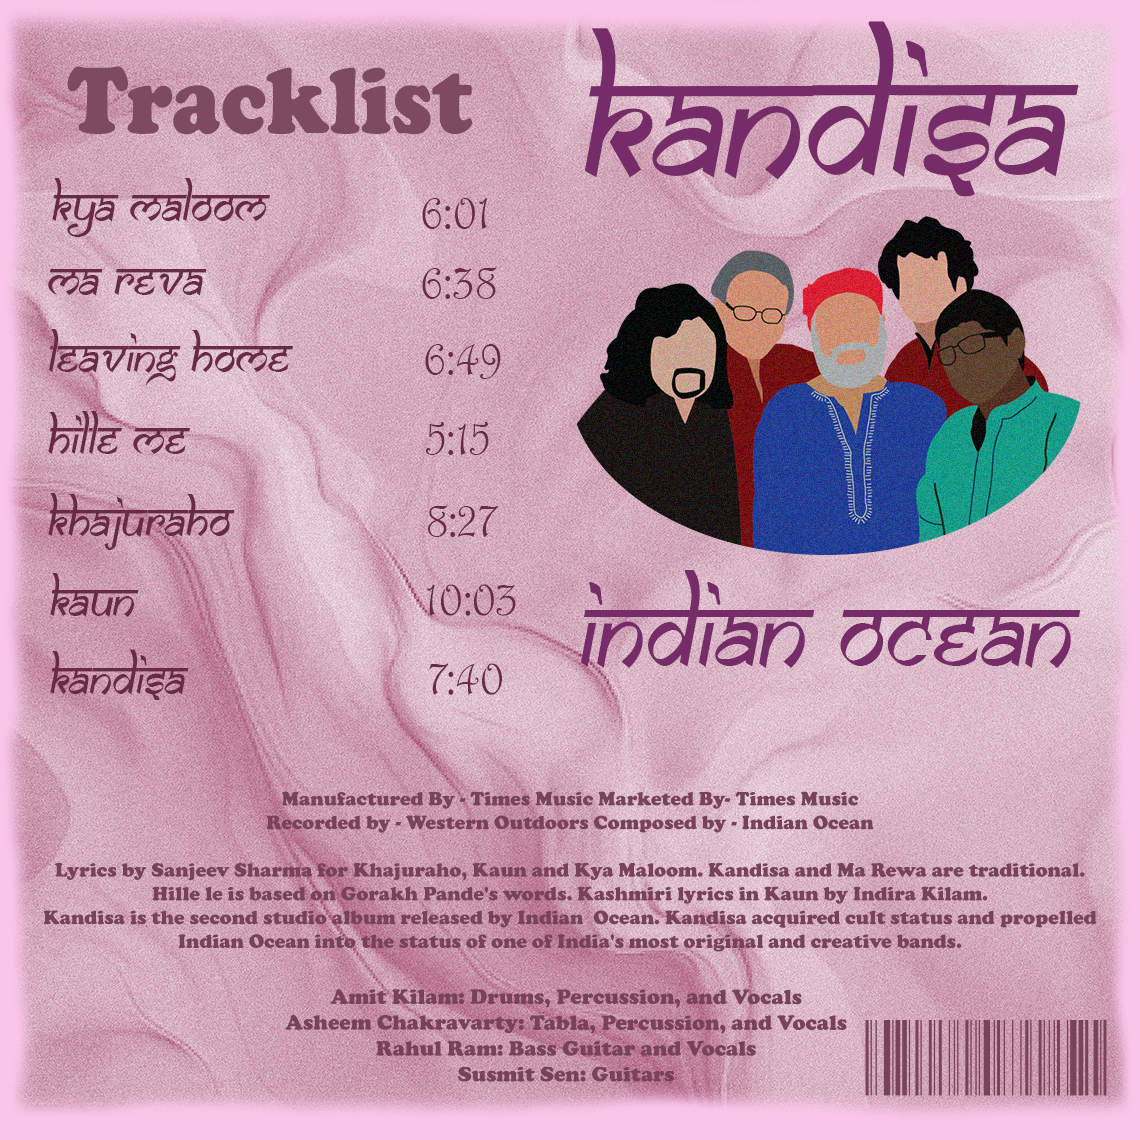 Tracklist
kya maloom 6:01
ma reva 6:38
leaving home 6:49
hille me 5:15
khajuraho 8:27
kaun 10:03
kandisa 7:40
kandisa
indian ocean
Manufactured By - Times Music Marketed By- Times Music
Recorded by - Western Outdoors Composed by - Indian Ocean
Lyrics by Sanjeev Sharma for Khajuraho, Kaun and Kya Maloom. Kandisa and Ma Rewa are traditional.
Hille le is based on Gorakh Pande's words. Kashmiri lyrics in Kaun by Indira Kilam.
Kandisa is the second studio album released by Indian Ocean. Kandisa acquired cult status and propelled
Indian Ocean into the status of one of India's most original and creative bands.
Amit Kilam: Drums, Percussion, and Vocals
Asheem Chakravarty: Tabla, Percussion, and Vocals
Rahul Ram: Bass Guitar and Vocals
Susmit Sen: Guitars